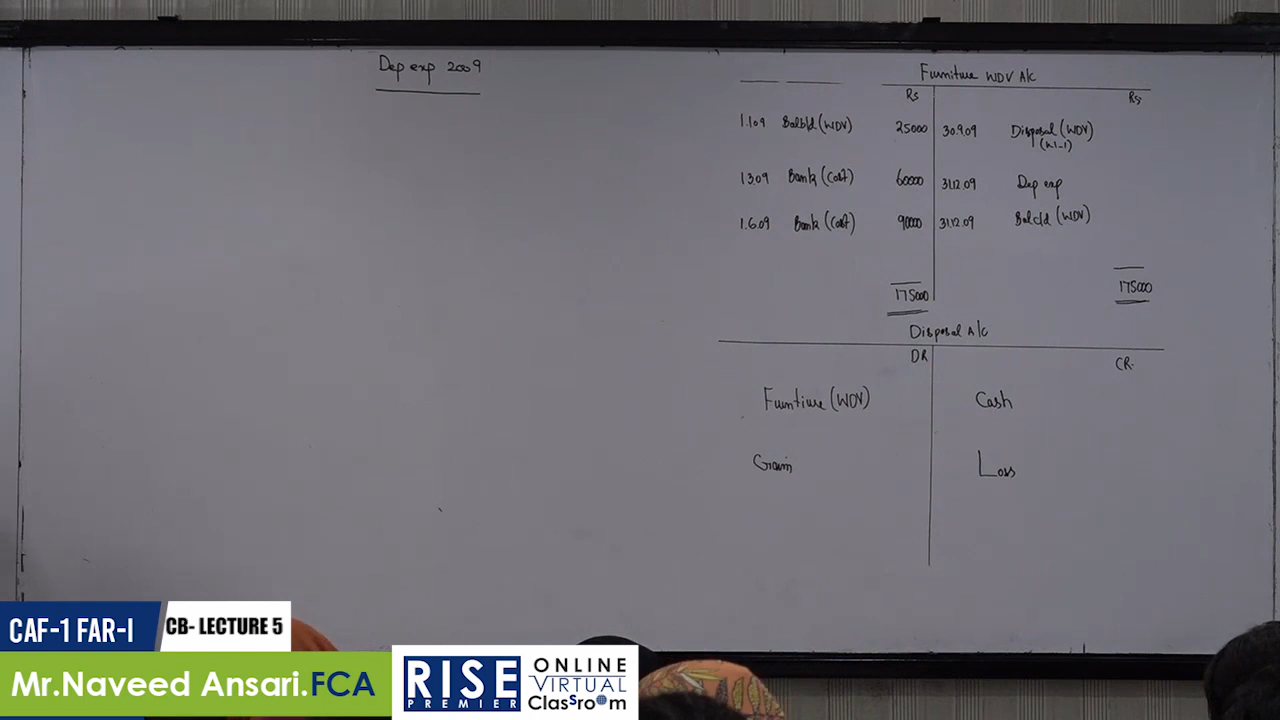 Dep exp 2009
Furniture WDV A/c
Rs Rs
1.1.09 Bal b/d (WDV) 25000 30.9.09 Disposal (WDV)
(W-1)
1.3.09 Bank (Cost) 60000 31.12.09 Dep exp
1.6.09 Bank (Cost) 90000 31.12.09 Bal c/d (WDV)
175000 175000
Disposal A/c
DR CR
Furniture (WDV) Cash
Gain Loss
CAF-1 FAR-I CB- LECTURE 5
Mr.Naveed Ansari.FCA
RISE PREMIER
ONLINE
VIRTUAL
ClasSroom